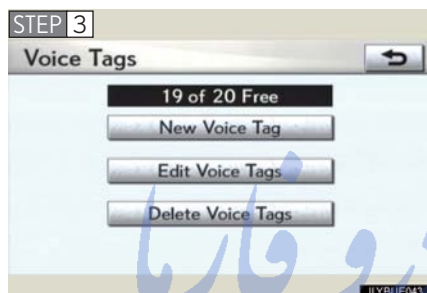 STEP 3
Voice Tags
19 of 20 Free
New Voice Tag
Edit Voice Tags
Delete Voice Tags